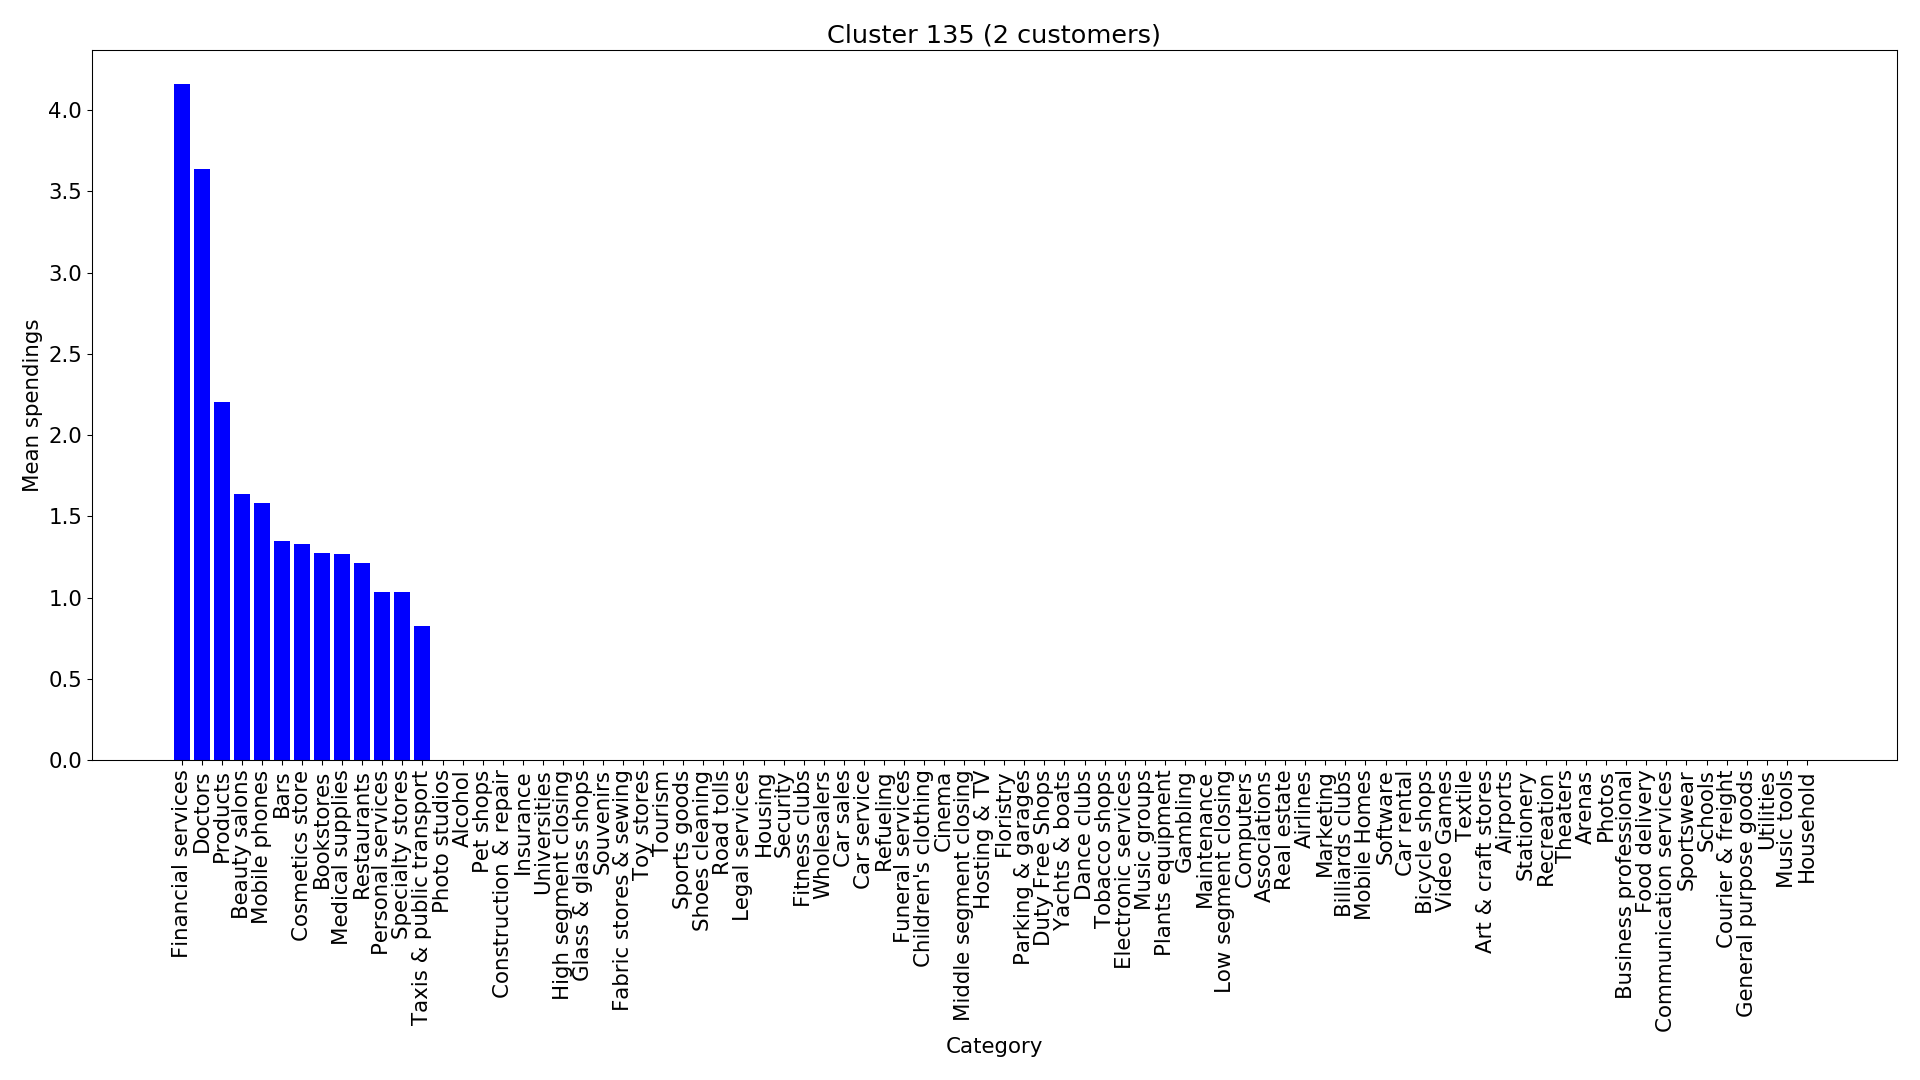 Cluster 135 (2 customers)
Mean spendings
4.0
3.5
3.0
2.5
2.0
1.5
1.0
0.5
0.0
Financial services
Doctors
Products
Beauty salons
Mobile phones
Bars
Cosmetics store
Bookstores
Medical supplies
Restaurants
Personal services
Specialty stores
Taxis & public transport
Photo studios
Alcohol
Pet shops
Construction & repair
Insurance
Universities
High segment closing
Glass & glass shops
Souvenirs
Fabric stores & sewing
Toy stores
Tourism
Sports goods
Shoes cleaning
Road tolls
Legal services
Housing
Security
Fitness clubs
Wholesalers
Car sales
Car service
Refueling
Funeral services
Children's clothing
Cinema
Middle segment closing
Hosting & TV
Floristry
Parking & garages
Duty Free Shops
Yachts & boats
Dance clubs
Tobacco shops
Electronic services
Music groups
Plants equipment
Gambling
Maintenance
Low segment closing
Computers
Associations
Real estate
Airlines
Marketing
Billiards clubs
Mobile Homes
Software
Car rental
Bicycle shops
Video Games
Textile
Art & craft stores
Airports
Stationery
Recreation
Theaters
Arenas
Photos
Business professional
Food delivery
Communication services
Sportswear
Schools
Courier & freight
General purpose goods
Utilities
Music tools
Household
Category